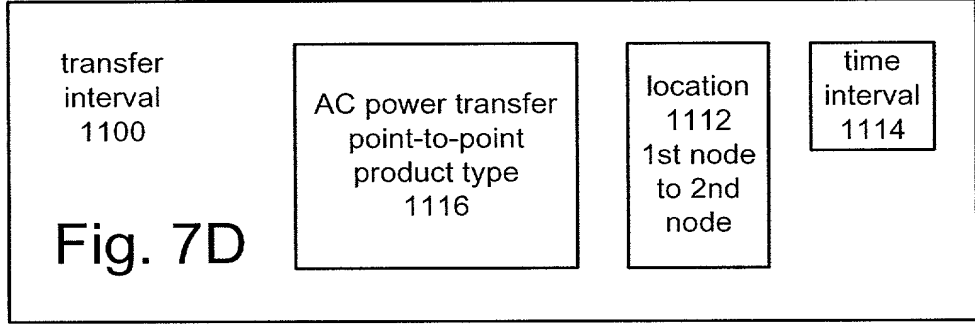 transfer
interval
1100
AC power transfer
point-to-point
product type
1116
location
1112
1st node
to 2nd
node
time
interval
1114
Fig. 7D